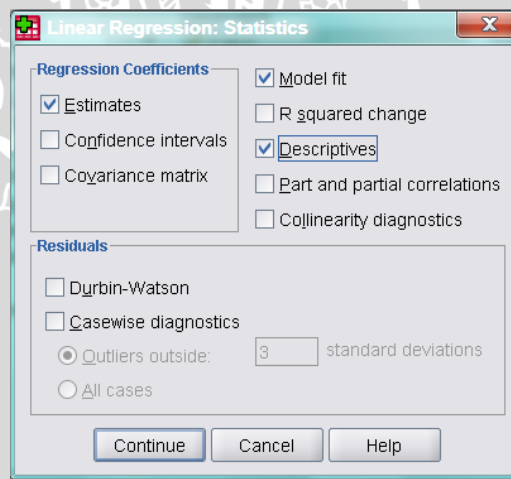 Linear Regression: Statistics
X
Regression Coefficients
Estimates
Confidence intervals
Covariance matrix
Model fit
R squared change
Descriptives
Part and partial correlations
Collinearity diagnostics
Residuals
Durbin-Watson
Casewise diagnostics
Outliers outside: 3 standard deviations
All cases
Continue Cancel Help